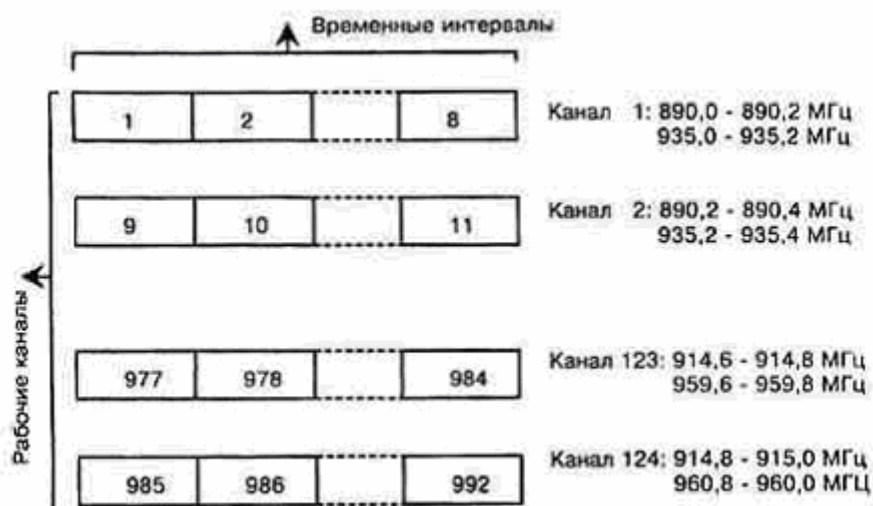 Временные интервалы
1 2 8
Канал 1: 890,0 - 890,2 МГц
935,0 - 935,2 МГц
9 10 11
Канал 2: 890,2 - 890,4 МГц
935,2 - 935,4 МГц
Рабочие каналы
977 978 984
Канал 123: 914,6 - 914,8 МГц
959,6 - 959,8 МГц
985 986 992
Канал 124: 914,8 - 915,0 МГц
960,8 - 960,0 МГЦ